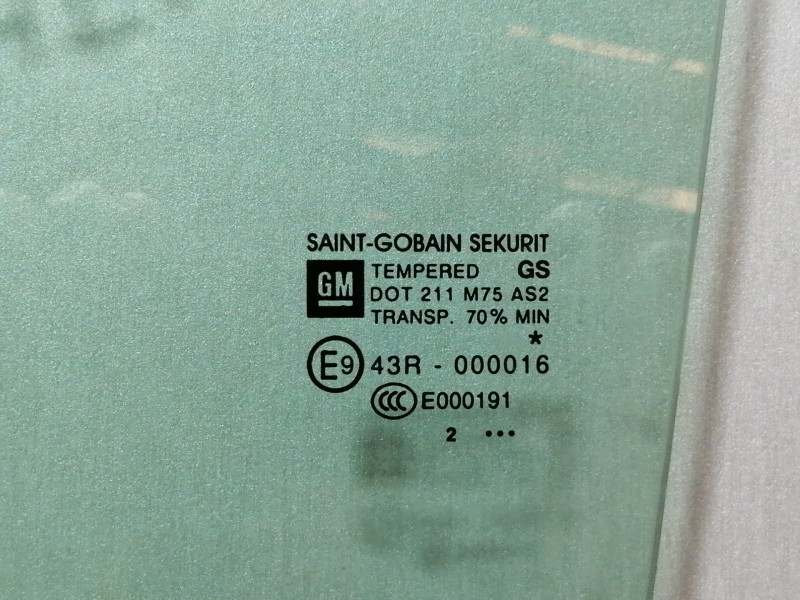 SAINT-GOBAIN SEKURIT
GM
TEMPERED GS
DOT 211 M75 AS2
TRANSP. 70% MIN
*
E9 43R - 000016
CCC E000191
2 ...